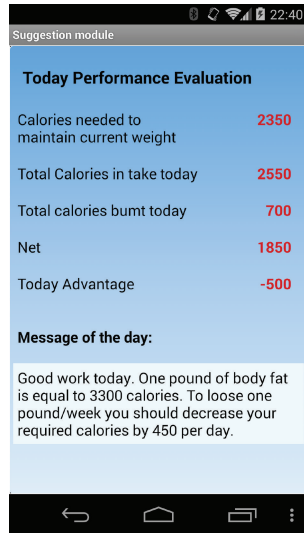 22:40
Suggestion module
Today Performance Evaluation
Calories needed to
maintain current weight 2350
Total Calories in take today 2550
Total calories bumt today 700
Net 1850
Today Advantage -500
Message of the day:
Good work today. One pound of body fat
is equal to 3300 calories. To loose one
pound/week you should decrease your
required calories by 450 per day.